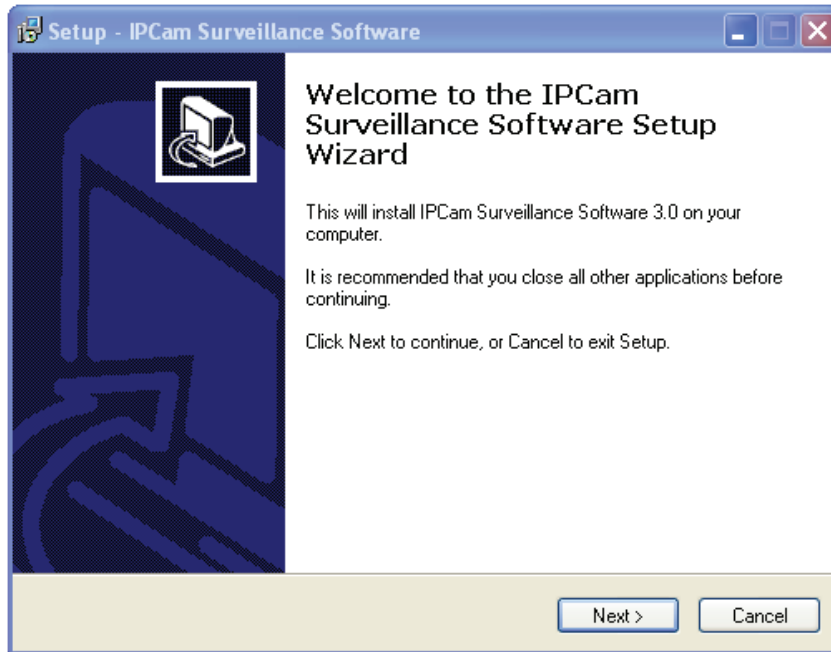 Setup - IPCam Surveillance Software
Welcome to the IPCam
Surveillance Software Setup
Wizard
This will install IPCam Surveillance Software 3.0 on your
computer.
It is recommended that you close all other applications before
continuing.
Click Next to continue, or Cancel to exit Setup.
Next >
Cancel